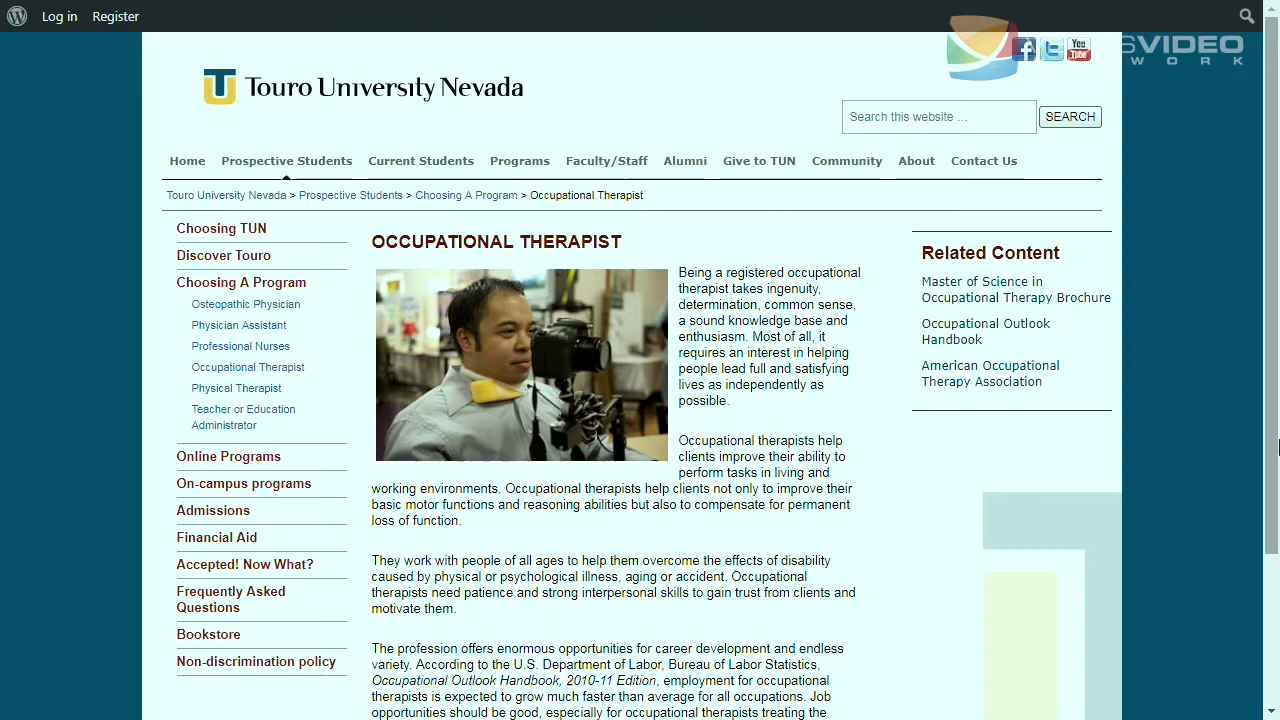 Log in
Register
SVIDEO
W O R K
Touro University Nevada
Search this website …
SEARCH
Home
Prospective Students
Current Students
Programs
Faculty/Staff
Alumni
Give to TUN
Community
About
Contact Us
Touro University Nevada > Prospective Students > Choosing A Program > Occupational Therapist
Choosing TUN
Discover Touro
Choosing A Program
Osteopathic Physician
Physician Assistant
Professional Nurses
Occupational Therapist
Physical Therapist
Teacher or Education
Administrator
Online Programs
On-campus programs
Admissions
Financial Aid
Accepted! Now What?
Frequently Asked
Questions
Bookstore
Non-discrimination policy
OCCUPATIONAL THERAPIST
Being a registered occupational
therapist takes ingenuity,
determination, common sense,
a sound knowledge base and
enthusiasm. Most of all, it
requires an interest in helping
people lead full and satisfying
lives as independently as
possible.
Occupational therapists help
clients improve their ability to
perform tasks in living and
working environments. Occupational therapists help clients not only to improve their
basic motor functions and reasoning abilities but also to compensate for permanent
loss of function.
They work with people of all ages to help them overcome the effects of disability
caused by physical or psychological illness, aging or accident. Occupational
therapists need patience and strong interpersonal skills to gain trust from clients and
motivate them.
The profession offers enormous opportunities for career development and endless
variety. According to the U.S. Department of Labor, Bureau of Labor Statistics,
Occupational Outlook Handbook, 2010-11 Edition, employment for occupational
therapists is expected to grow much faster than average for all occupations. Job
opportunities should be good, especially for occupational therapists treating the
Related Content
Master of Science in
Occupational Therapy Brochure
Occupational Outlook
Handbook
American Occupational
Therapy Association